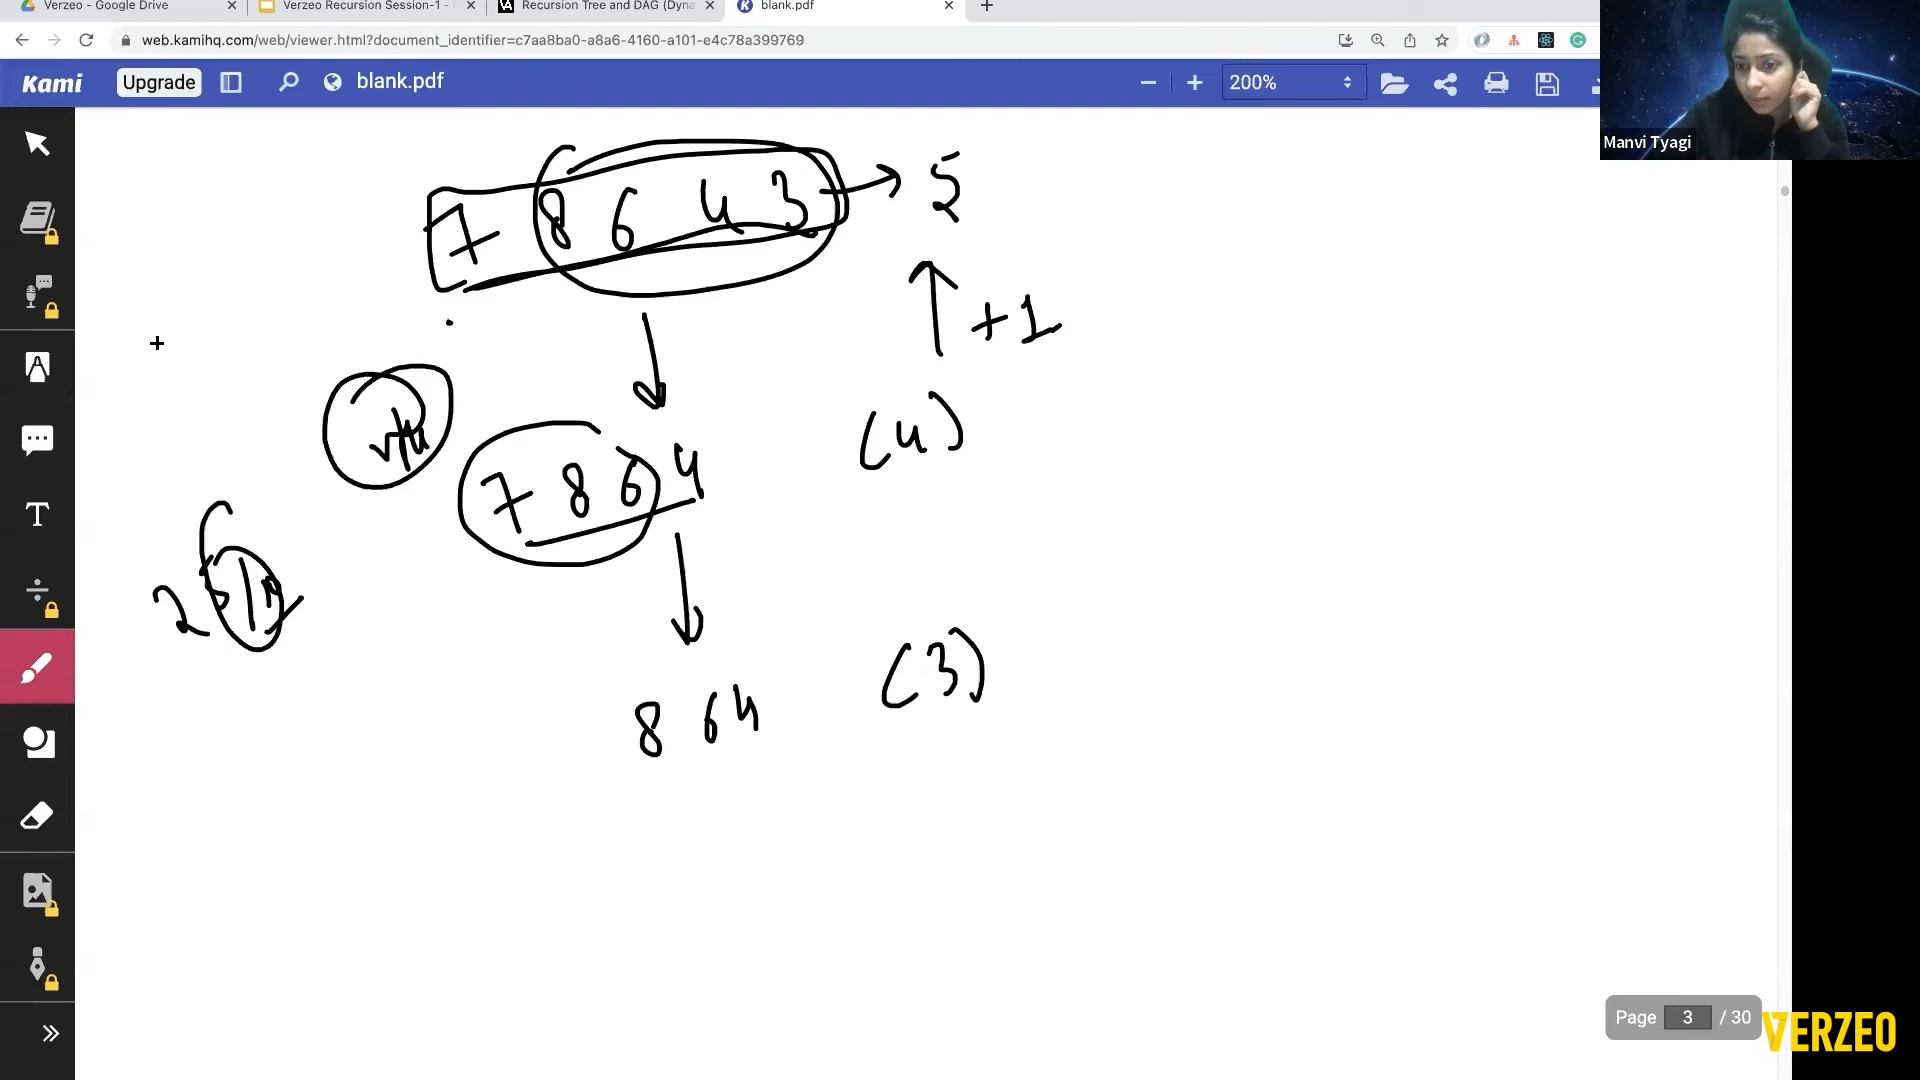 Verzeo - Google Drive
Verzeo Recursion Session-1 -
Recursion Tree and DAG (Dyna
blank.pdf
web.kamihq.com/web/viewer.html?document_identifier=c7aa8ba0-a8a6-4160-a101-e4c78a399769
Kami Upgrade blank.pdf 200%
Manvi Tyagi
7 8 6 4 3 → 5
+1
7 8 6 4 (4)
8 6 4 (3)
Page 3 / 30
VERZEO